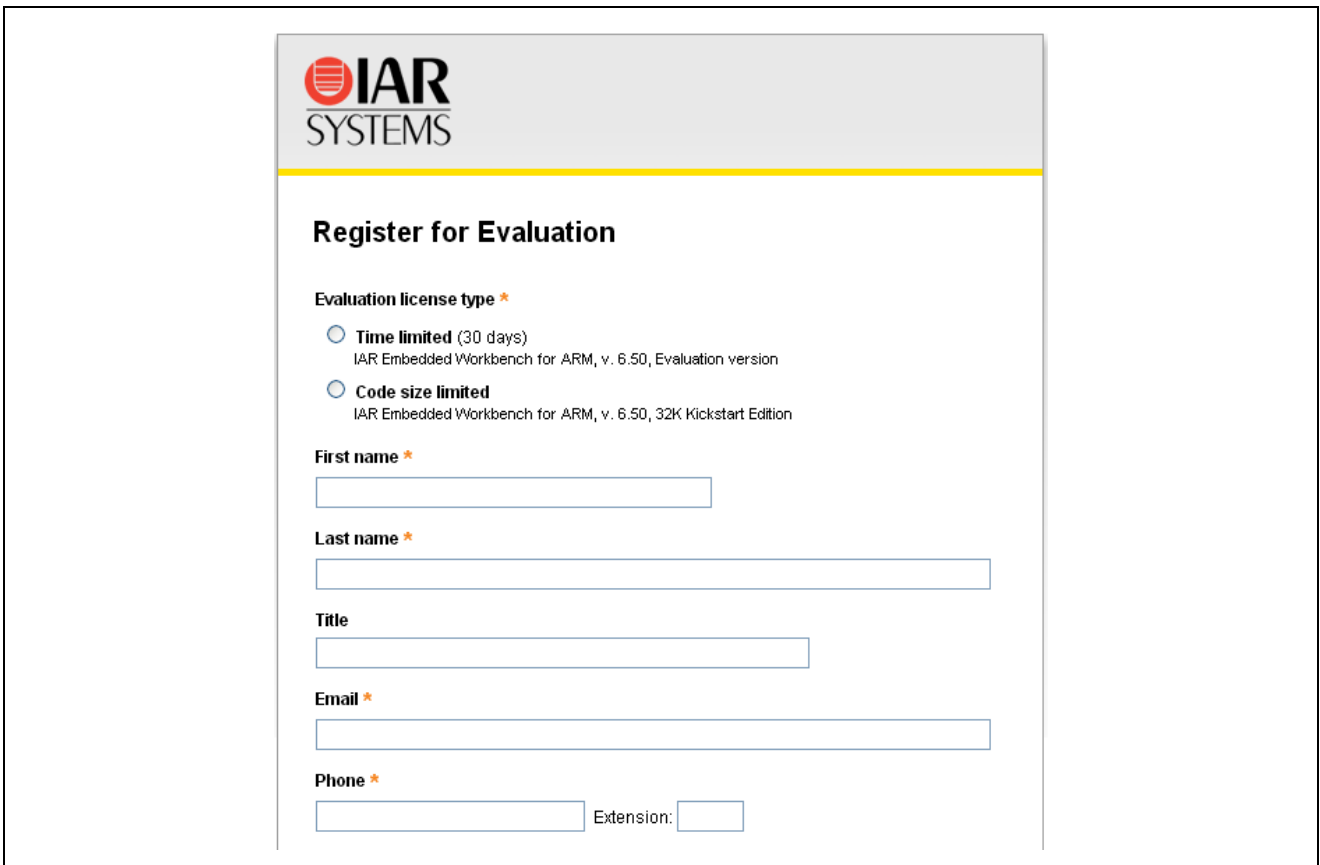 IAR
SYSTEMS
Register for Evaluation
Evaluation license type *
Time limited (30 days)
IAR Embedded Workbench for ARM, v. 6.50, Evaluation version
Code size limited
IAR Embedded Workbench for ARM, v. 6.50, 32K Kickstart Edition
First name *
Last name *
Title
Email *
Phone *
Extension: